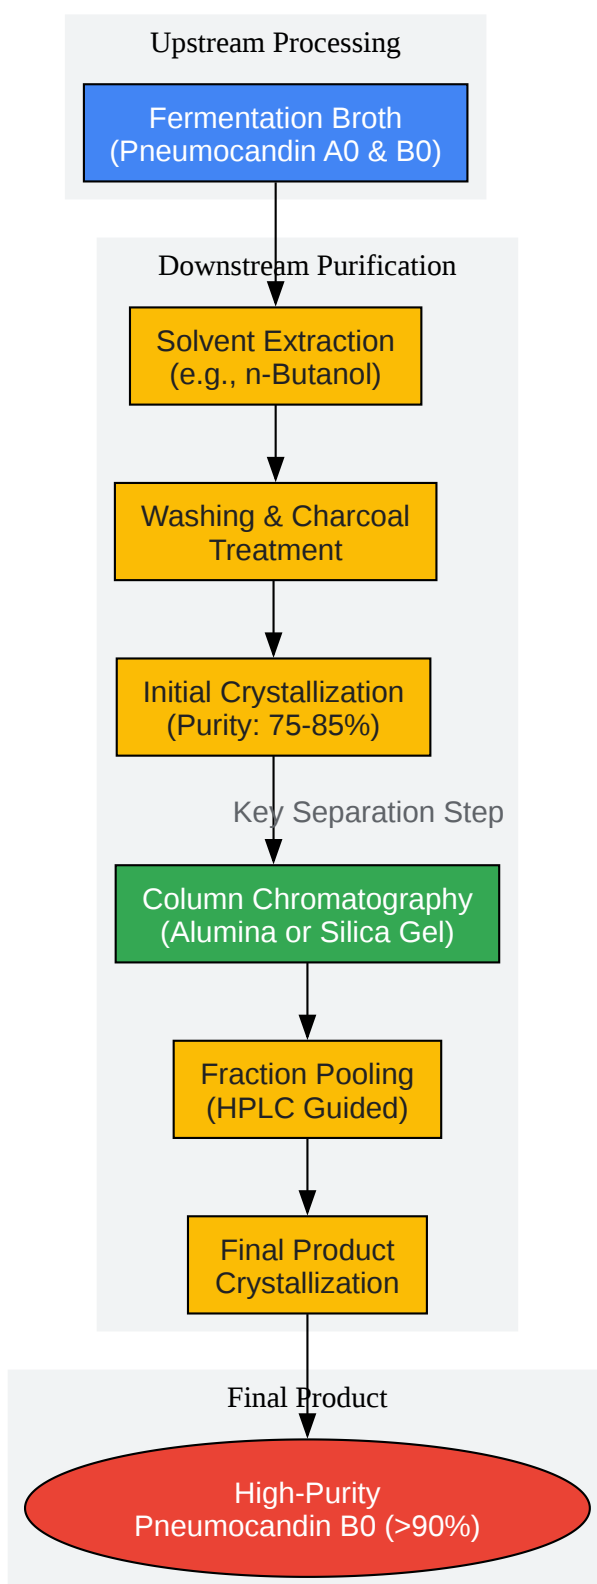 Upstream Processing
Fermentation Broth
(Pneumocandin A0 & B0)
Downstream Purification
Solvent Extraction
(e.g., n-Butanol)
Washing & Charcoal
Treatment
Initial Crystallization
(Purity: 75-85%)
Key Separation Step
Column Chromatography
(Alumina or Silica Gel)
Fraction Pooling
(HPLC Guided)
Final Product
Crystallization
Final Product
High-Purity
Pneumocandin B0 (>90%)